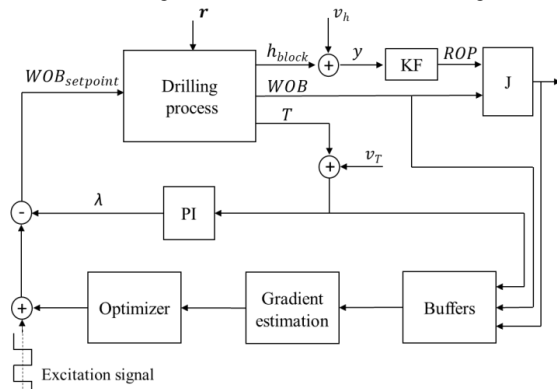 r
v_h
h_block
y
KF
ROP
J
WOB_setpoint
Drilling
process
WOB
T
+
+
v_T
-
λ
PI
+
Optimizer
Gradient
estimation
Buffers
Excitation signal